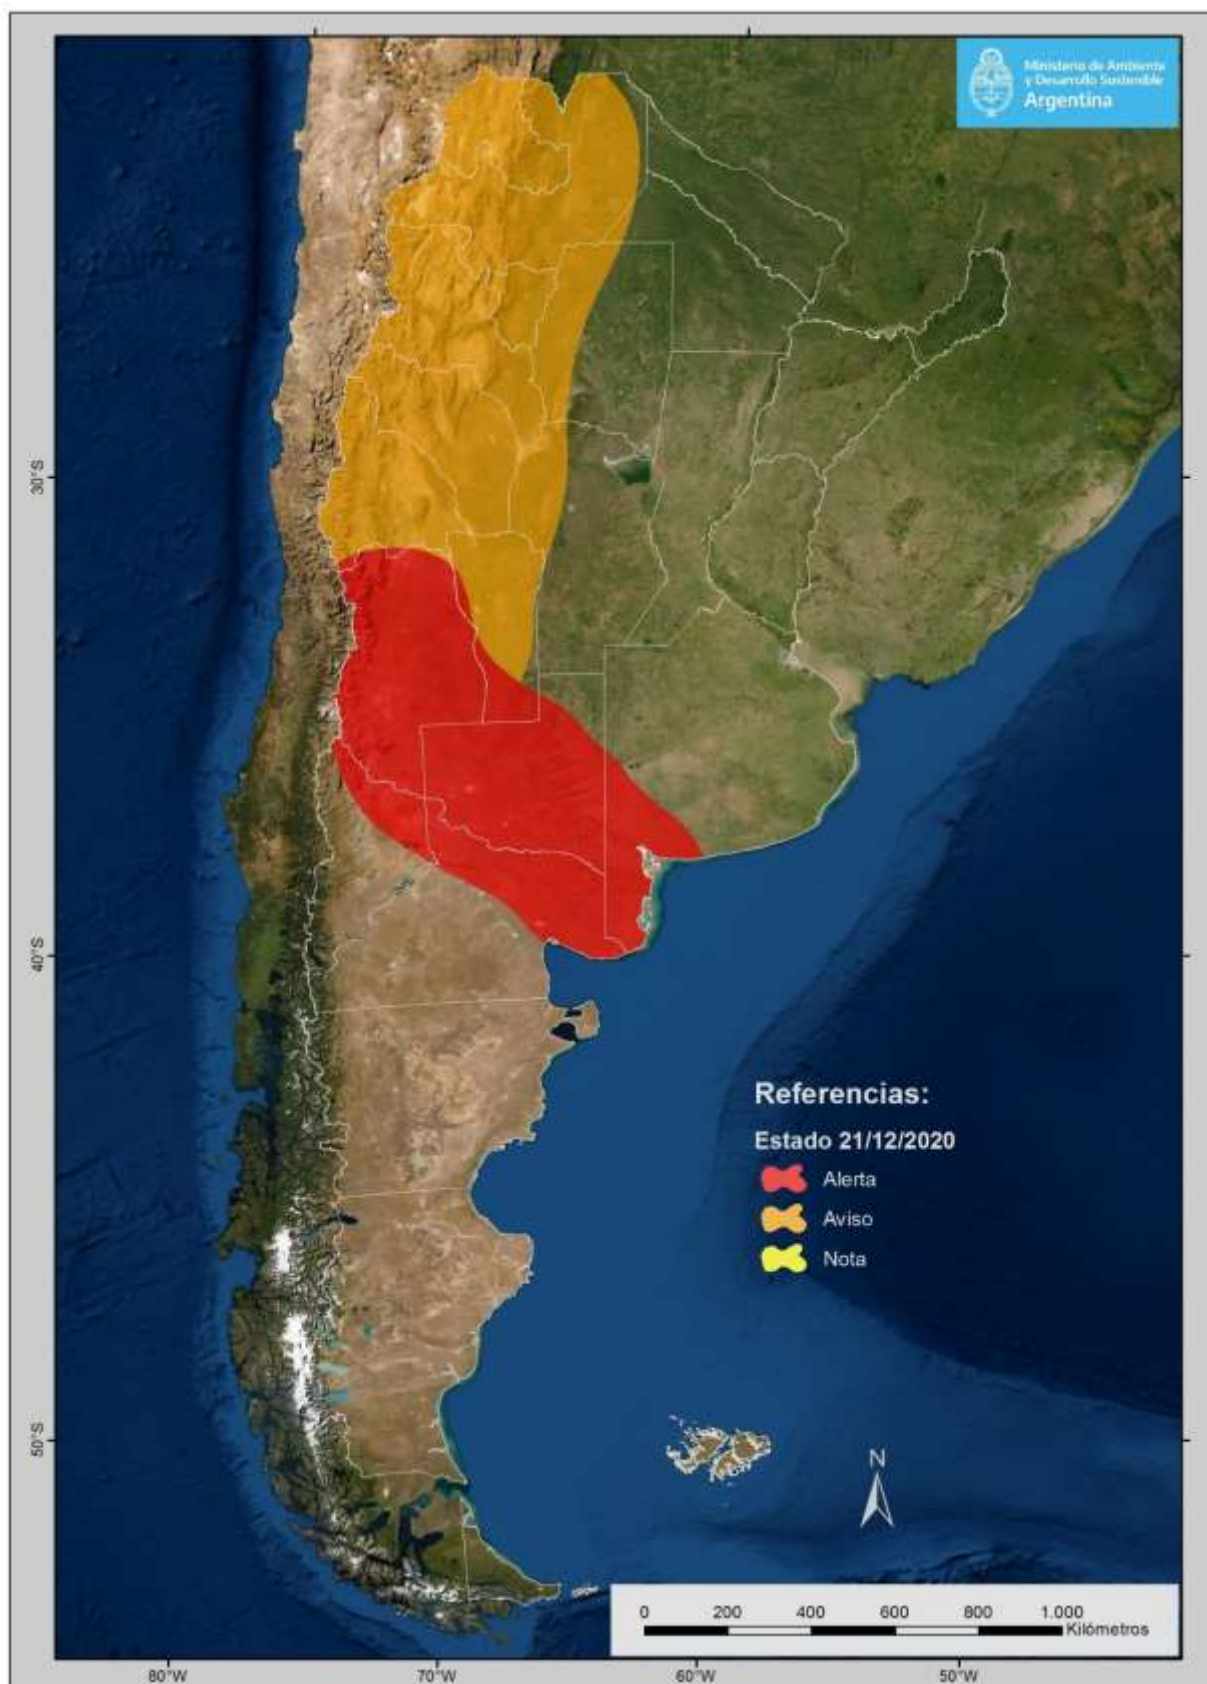 Ministerio de Ambiente
y Desarrollo Sostenible
Argentina
30°S
40°S
50°S
Referencias:
Estado 21/12/2020
Alerta
Aviso
Nota
N
0 200 400 600 800 1.000
Kilómetros
80°W 70°W 60°W 50°W